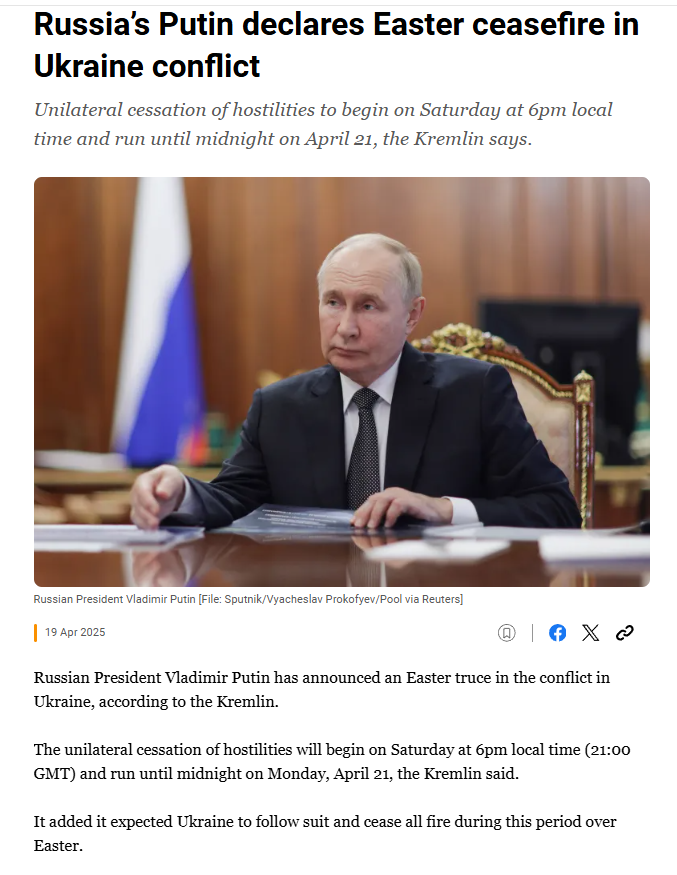 Russia’s Putin declares Easter ceasefire in
Ukraine conflict
Unilateral cessation of hostilities to begin on Saturday at 6pm local
time and run until midnight on April 21, the Kremlin says.
Russian President Vladimir Putin [File: Sputnik/Vyacheslav Prokofyev/Pool via Reuters]
19 Apr 2025
Russian President Vladimir Putin has announced an Easter truce in the conflict in
Ukraine, according to the Kremlin.
The unilateral cessation of hostilities will begin on Saturday at 6pm local time (21:00
GMT) and run until midnight on Monday, April 21, the Kremlin said.
It added it expected Ukraine to follow suit and cease all fire during this period over
Easter.